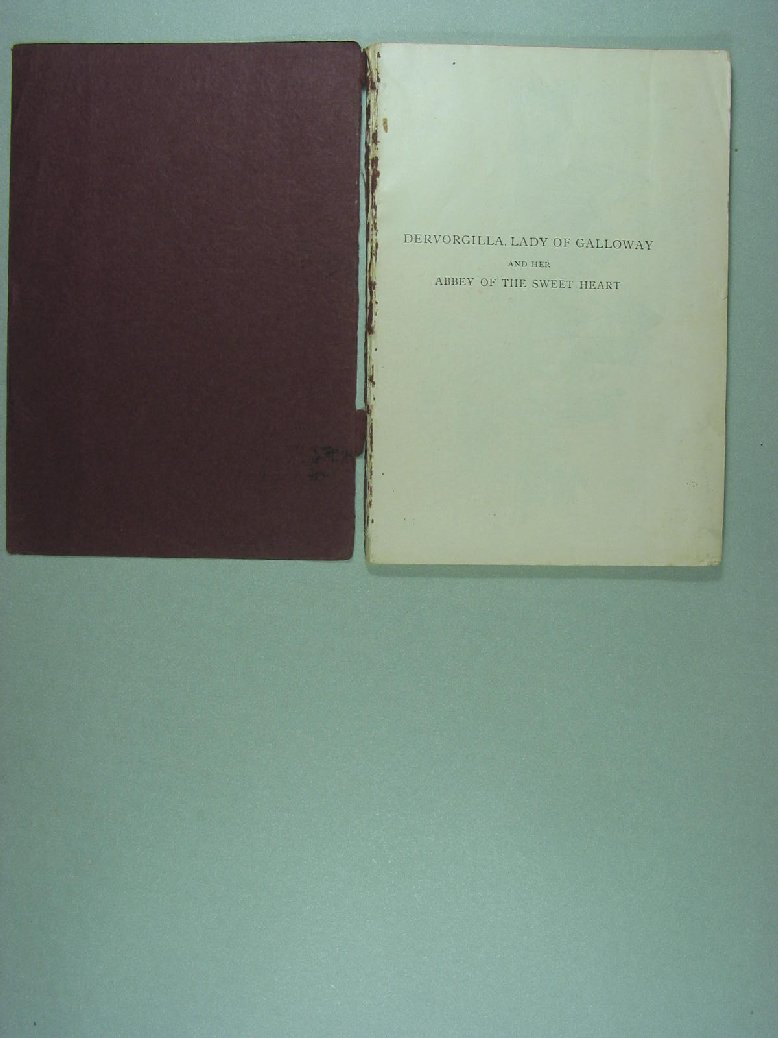 DERVORGILLA, LADY OF GALLOWAY
AND HER
ABBEY OF THE SWEET HEART